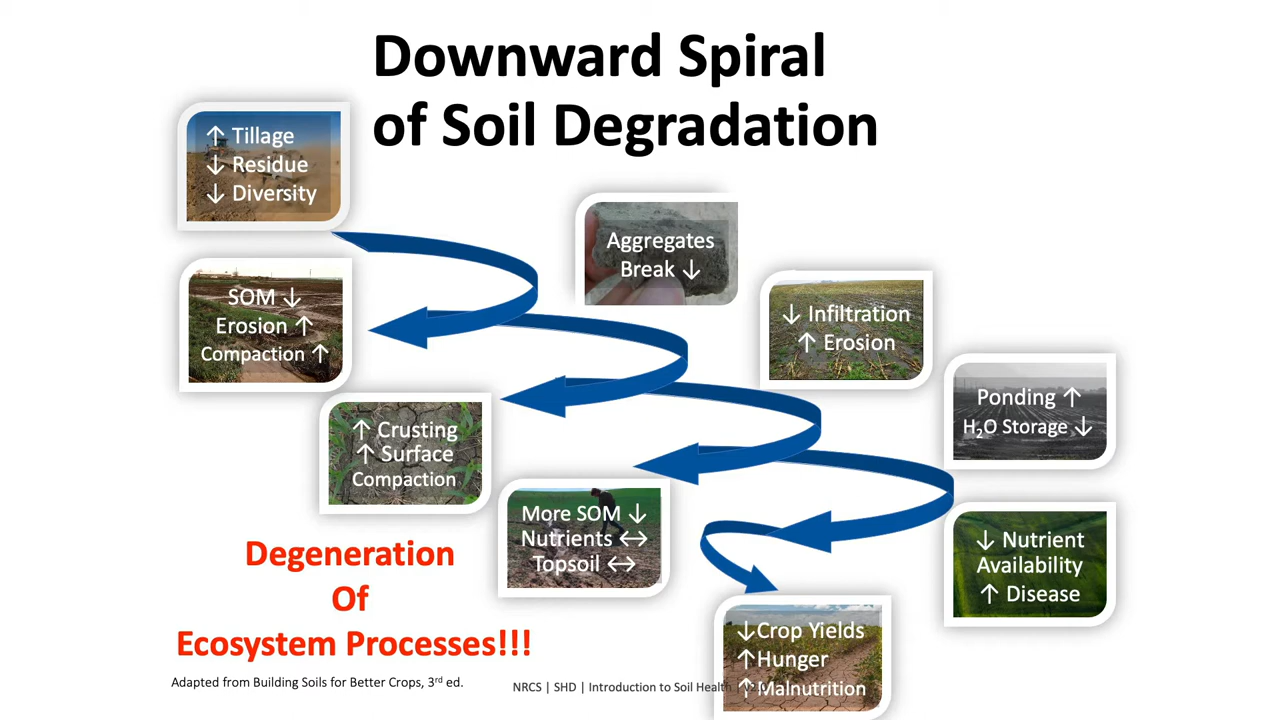 Downward Spiral
of Soil Degradation
↑ Tillage
↓ Residue
↓ Diversity
Aggregates
Break ↓
SOM ↓
Erosion ↑
Compaction ↑
↓ Infiltration
↑ Erosion
Ponding ↑
H₂O Storage ↓
↑ Crusting
↑ Surface
Compaction
More SOM ↓
Nutrients ↔
Topsoil ↔
↓ Nutrient
Availability
↑ Disease
Degeneration
Of
Ecosystem Processes!!!
↓Crop Yields
↑Hunger
↑Malnutrition
Adapted from Building Soils for Better Crops, 3rd ed.
NRCS | SHD | Introduction to Soil Health | v2.0